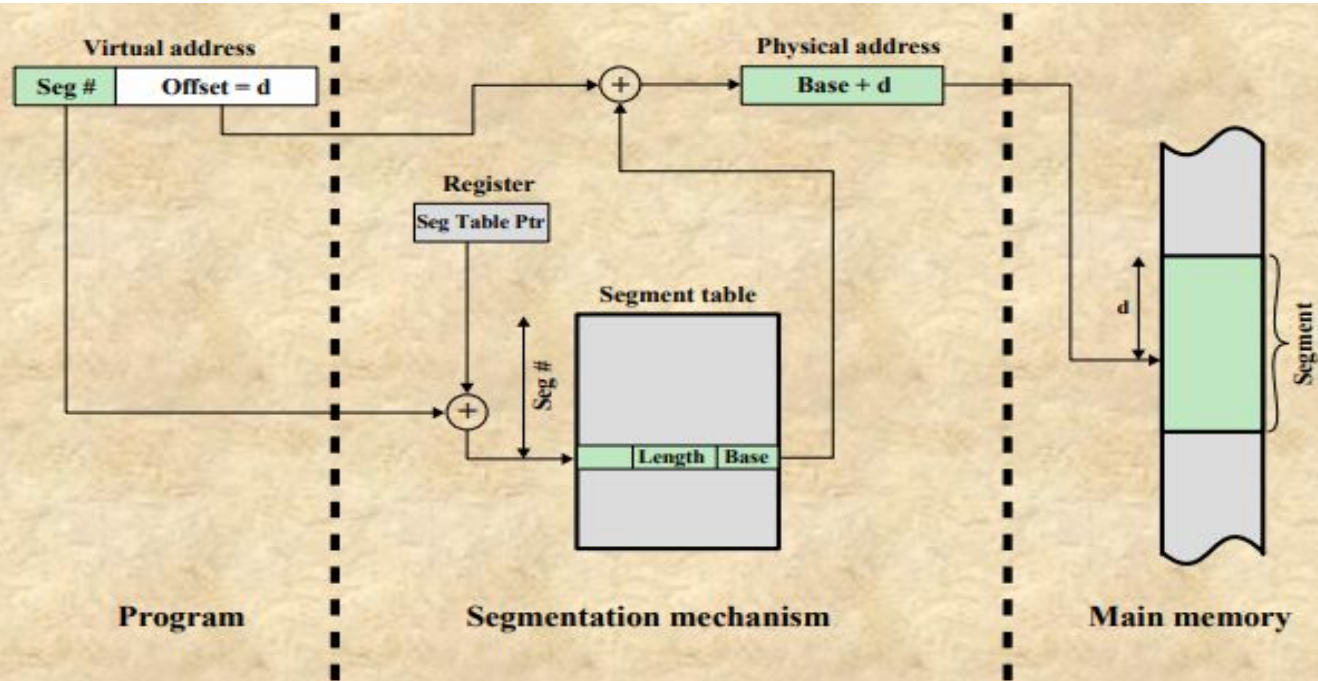 Virtual address
Seg # Offset = d
Physical address
+ Base + d
Register
Seg Table Ptr
Segment table
Seg #
+
Length Base
d
Segment
Program
Segmentation mechanism
Main memory